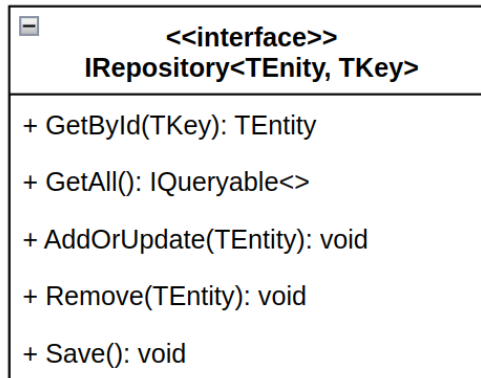 <<interface>>
IRepository<TEnity, TKey>
+ GetById(TKey): TEntity
+ GetAll(): IQueryable<>
+ AddOrUpdate(TEntity): void
+ Remove(TEntity): void
+ Save(): void